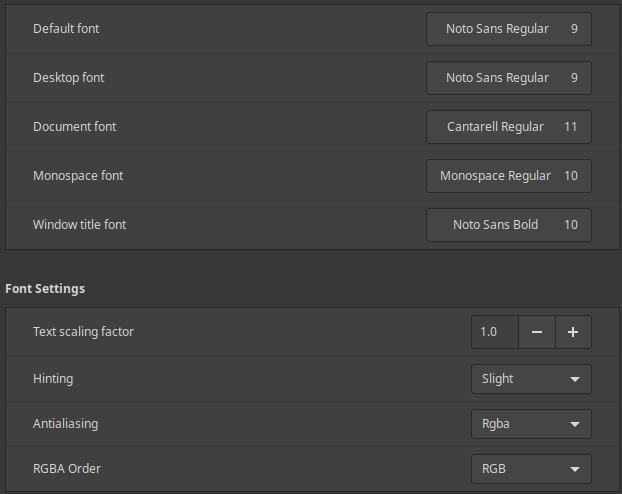 Default font Noto Sans Regular 9
Desktop font Noto Sans Regular 9
Document font Cantarell Regular 11
Monospace font Monospace Regular 10
Window title font Noto Sans Bold 10
Font Settings
Text scaling factor 1.0 − +
Hinting Slight
Antialiasing Rgba
RGBA Order RGB